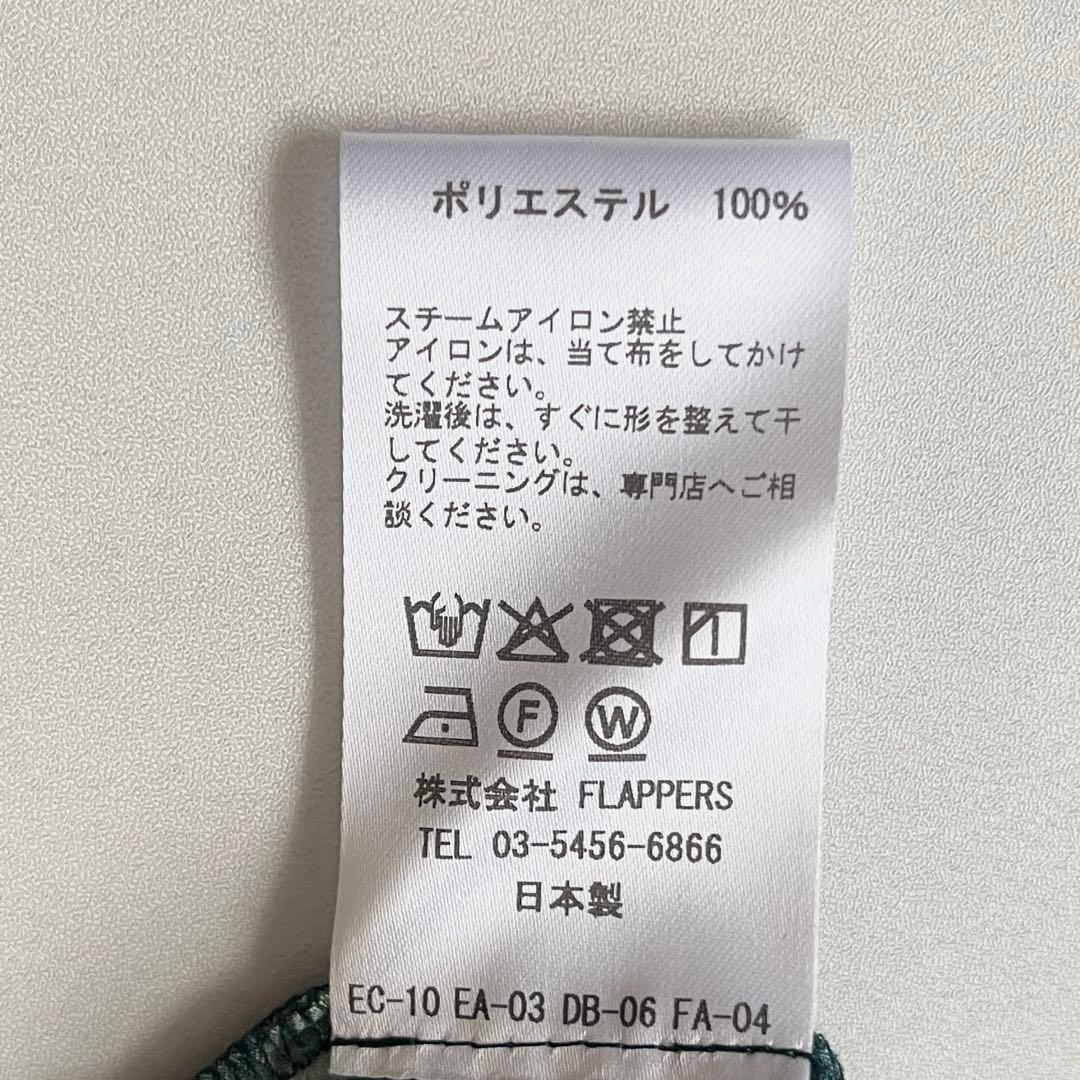 ポリエステル 100%
スチームアイロン禁止
アイロンは、当て布をしてかけ
てください。
洗濯後は、すぐに形を整えて干
してください。
クリーニングは、専門店へご相
談ください。
F W
株式会社 FLAPPERS
TEL 03-5456-6866
日本製
EC-10 EA-03 DB-06 FA-04